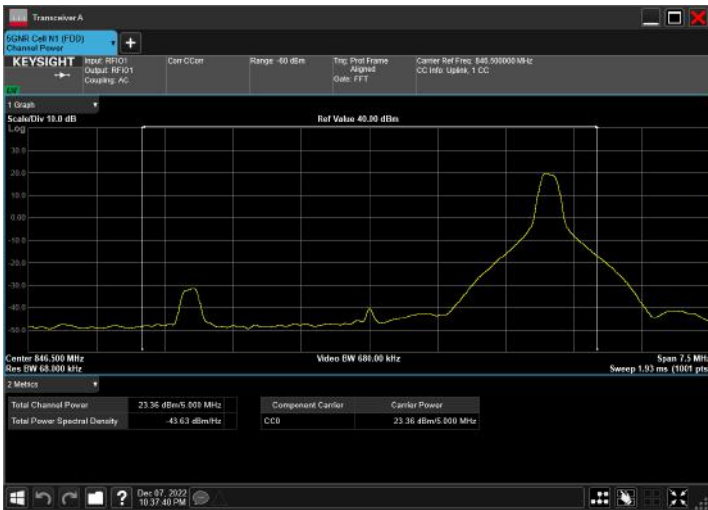 Transceiver A
5GNR Cell N1 (FDD)
Channel Power
KEYSIGHT
Input: RFIO1
Output: RFIO1
Coupling: AC
Corr CCorr
Range: -60 dBm
Trig: Prot Frame
Aligned
Gate: FFT
Carrier Ref Freq: 846.500000 MHz
CC Info: Uplink, 1 CC
1 Graph
Scale/Div 10.0 dB
Ref Value 40.00 dBm
Log
30.0
20.0
10.0
0.00
-10.0
-20.0
-30.0
-40.0
-50.0
Center 846.500 MHz
Video BW 680.00 kHz
Span 7.5 MHz
Res BW 68.000 kHz
Sweep 1.93 ms (1001 pts
2 Metrics
Total Channel Power 23.36 dBm/5.000 MHz
Total Power Spectral Density -43.63 dBm/Hz
Component Carrier Carrier Power
CC0 23.36 dBm/5.000 MHz
?
Dec 07, 2022
10:37:40 PM